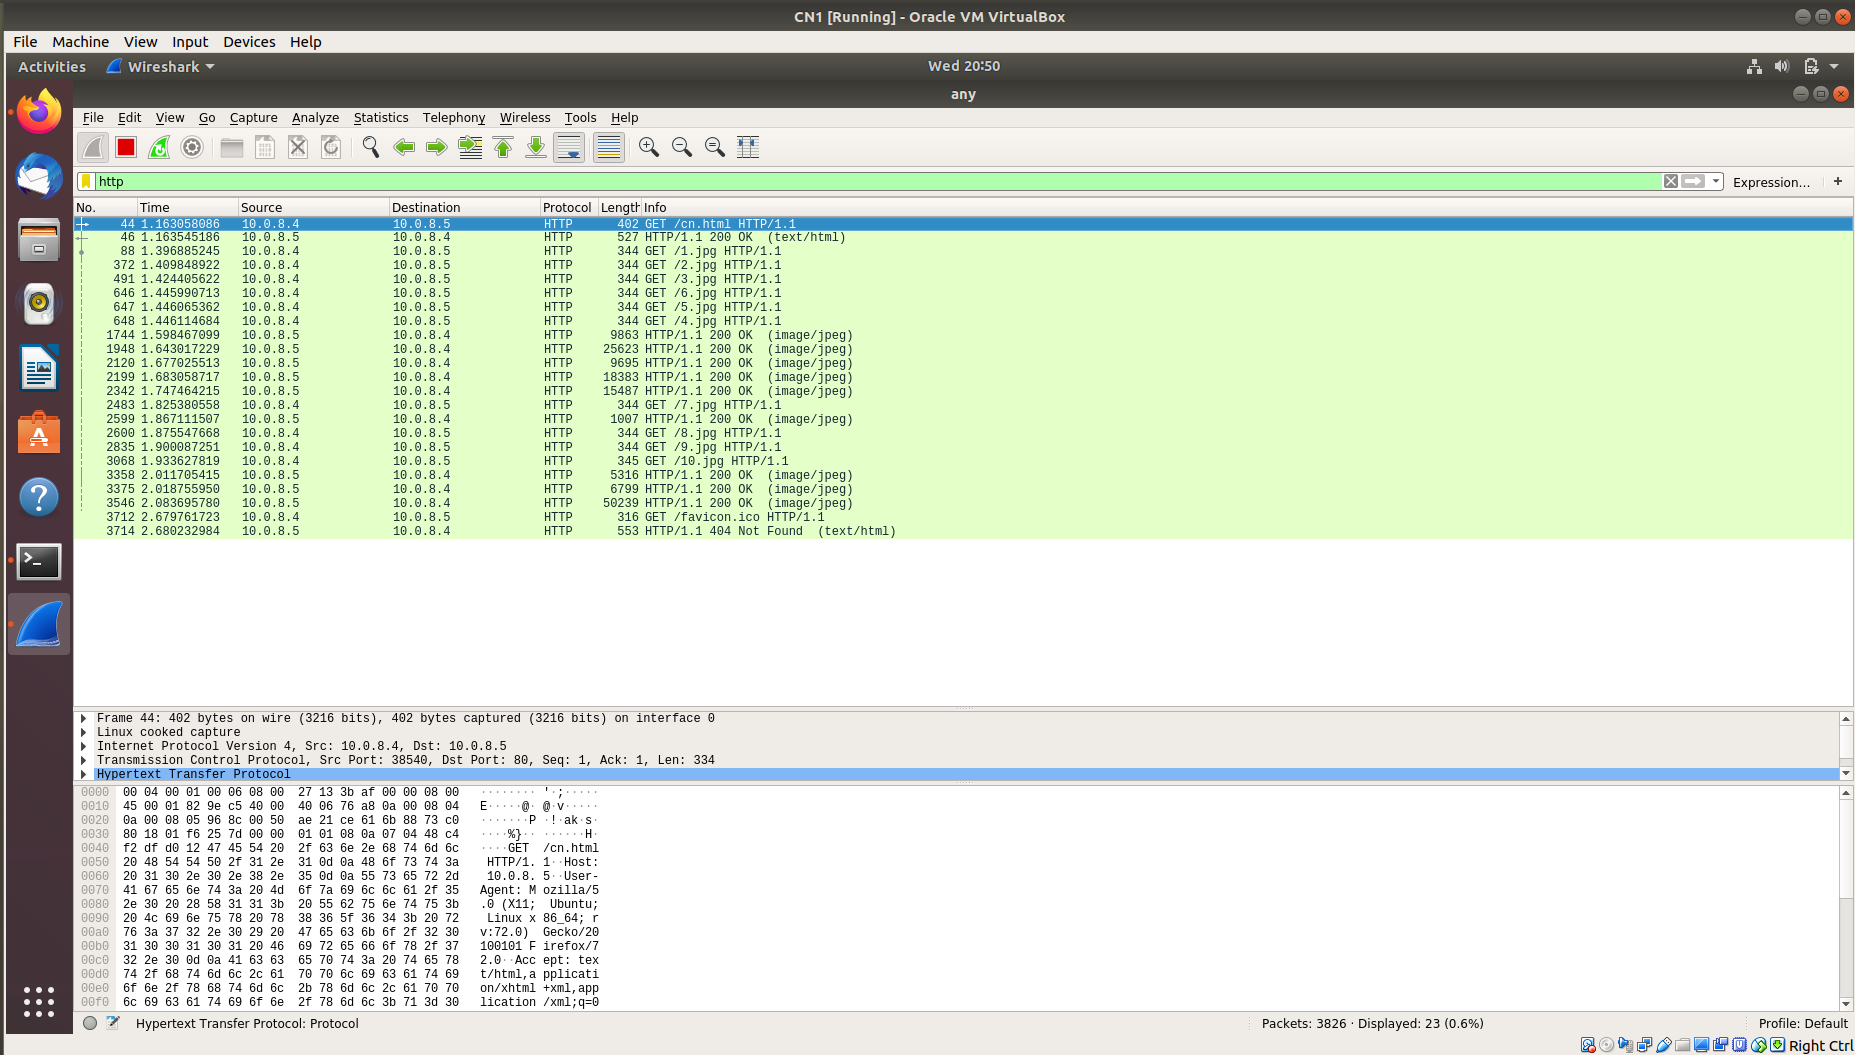 CN1 [Running] - Oracle VM VirtualBox
File Machine View Input Devices Help
Activities Wireshark Wed 20:50
any
File Edit View Go Capture Analyze Statistics Telephony Wireless Tools Help
http Expression... +
No. Time Source Destination Protocol Length Info
44 1.163058086 10.0.8.4 10.0.8.5 HTTP 402 GET /cn.html HTTP/1.1
46 1.163545186 10.0.8.5 10.0.8.4 HTTP 527 HTTP/1.1 200 OK (text/html)
88 1.396885245 10.0.8.4 10.0.8.5 HTTP 344 GET /1.jpg HTTP/1.1
372 1.409848922 10.0.8.4 10.0.8.5 HTTP 344 GET /2.jpg HTTP/1.1
491 1.424405622 10.0.8.4 10.0.8.5 HTTP 344 GET /3.jpg HTTP/1.1
646 1.445990713 10.0.8.4 10.0.8.5 HTTP 344 GET /6.jpg HTTP/1.1
647 1.446065362 10.0.8.4 10.0.8.5 HTTP 344 GET /5.jpg HTTP/1.1
648 1.446114684 10.0.8.4 10.0.8.5 HTTP 344 GET /4.jpg HTTP/1.1
1744 1.598467099 10.0.8.5 10.0.8.4 HTTP 9863 HTTP/1.1 200 OK (image/jpeg)
1948 1.643017229 10.0.8.5 10.0.8.4 HTTP 25623 HTTP/1.1 200 OK (image/jpeg)
2120 1.677025513 10.0.8.5 10.0.8.4 HTTP 9695 HTTP/1.1 200 OK (image/jpeg)
2199 1.683058717 10.0.8.5 10.0.8.4 HTTP 18383 HTTP/1.1 200 OK (image/jpeg)
2342 1.747464215 10.0.8.5 10.0.8.4 HTTP 15487 HTTP/1.1 200 OK (image/jpeg)
2483 1.825380558 10.0.8.4 10.0.8.5 HTTP 344 GET /7.jpg HTTP/1.1
2599 1.867111507 10.0.8.5 10.0.8.4 HTTP 1007 HTTP/1.1 200 OK (image/jpeg)
2600 1.875547668 10.0.8.4 10.0.8.5 HTTP 344 GET /8.jpg HTTP/1.1
2835 1.900087251 10.0.8.4 10.0.8.5 HTTP 344 GET /9.jpg HTTP/1.1
3068 1.933627819 10.0.8.4 10.0.8.5 HTTP 345 GET /10.jpg HTTP/1.1
3358 2.011705415 10.0.8.5 10.0.8.4 HTTP 5316 HTTP/1.1 200 OK (image/jpeg)
3375 2.018755950 10.0.8.5 10.0.8.4 HTTP 6799 HTTP/1.1 200 OK (image/jpeg)
3546 2.083695780 10.0.8.5 10.0.8.4 HTTP 50239 HTTP/1.1 200 OK (image/jpeg)
3712 2.679761723 10.0.8.4 10.0.8.5 HTTP 316 GET /favicon.ico HTTP/1.1
3714 2.680232984 10.0.8.5 10.0.8.4 HTTP 553 HTTP/1.1 404 Not Found (text/html)
Frame 44: 402 bytes on wire (3216 bits), 402 bytes captured (3216 bits) on interface 0
Linux cooked capture
Internet Protocol Version 4, Src: 10.0.8.4, Dst: 10.0.8.5
Transmission Control Protocol, Src Port: 38540, Dst Port: 80, Seq: 1, Ack: 1, Len: 334
Hypertext Transfer Protocol
0000 00 04 00 01 00 06 08 00 27 13 3b af 00 00 08 00 ········ '·;·····
0010 45 00 01 82 9e c5 40 00 40 06 76 a8 0a 00 08 04 E·····@· @·v·····
0020 0a 00 08 05 96 8c 00 50 ae 21 ce 61 6b 88 73 c0 ·······P ·!·ak·s·
0030 80 18 01 f6 25 7d 00 00 01 01 08 0a 07 04 48 c4 ····%}·· ······H·
0040 f2 df d0 12 47 45 54 20 2f 63 6e 2e 68 74 6d 6c ····GET /cn.html
0050 20 48 54 54 50 2f 31 2e 31 0d 0a 48 6f 73 74 3a HTTP/1. 1··Host:
0060 20 31 30 2e 30 2e 38 2e 35 0d 0a 55 73 65 72 2d 10.0.8. 5··User-
0070 41 67 65 6e 74 3a 20 4d 6f 7a 69 6c 6c 61 2f 35 Agent: M ozilla/5
0080 2e 30 20 28 58 31 31 3b 20 55 62 75 6e 74 75 3b .0 (X11; Ubuntu;
0090 20 4c 69 6e 75 78 20 78 38 36 5f 36 34 3b 20 72 Linux x 86_64; r
00a0 76 3a 37 32 2e 30 29 20 47 65 63 6b 6f 2f 32 30 v:72.0) Gecko/20
00b0 31 30 30 31 30 31 20 46 69 72 65 66 6f 78 2f 37 100101 F irefox/7
00c0 32 2e 30 0d 0a 41 63 63 65 70 74 3a 20 74 65 78 2.0··Acc ept: tex
00d0 74 2f 68 74 6d 6c 2c 61 70 70 6c 69 63 61 74 69 t/html,a pplicati
00e0 6f 6e 2f 78 68 74 6d 6c 2b 78 6d 6c 2c 61 70 70 on/xhtml +xml,app
00f0 6c 69 63 61 74 69 6f 6e 2f 78 6d 6c 3b 71 3d 30 lication /xml;q=0
Hypertext Transfer Protocol: Protocol Packets: 3826 · Displayed: 23 (0.6%) Profile: Default
Right Ctrl